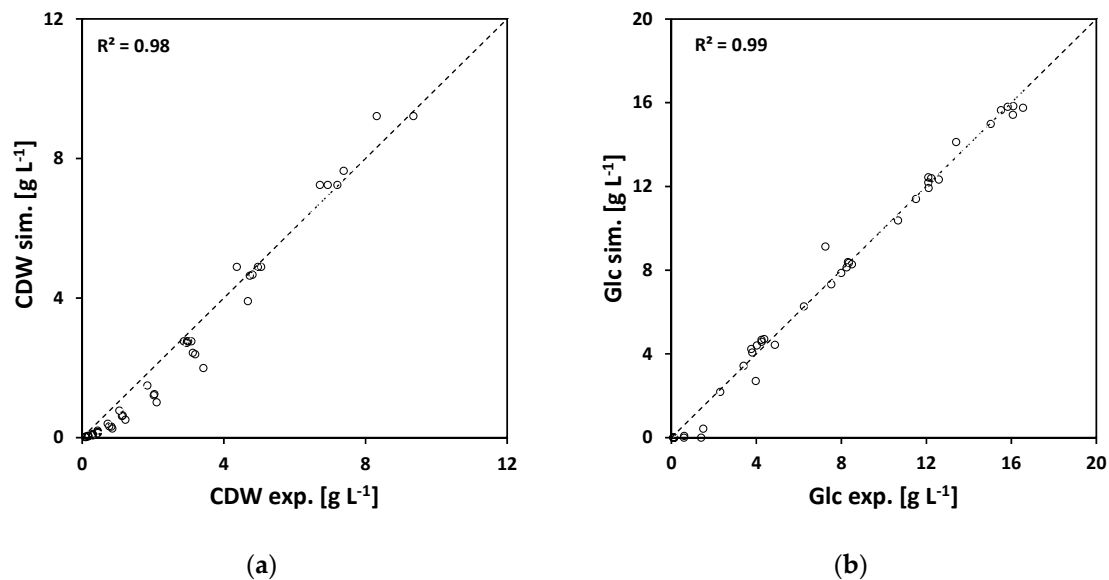 R² = 0.98
CDW sim. [g L⁻¹]
12
8
4
0
0
4
8
12
CDW exp. [g L⁻¹]
(a)
R² = 0.99
Glc sim. [g L⁻¹]
20
16
12
8
4
0
0
4
8
12
16
20
Glc exp. [g L⁻¹]
(b)